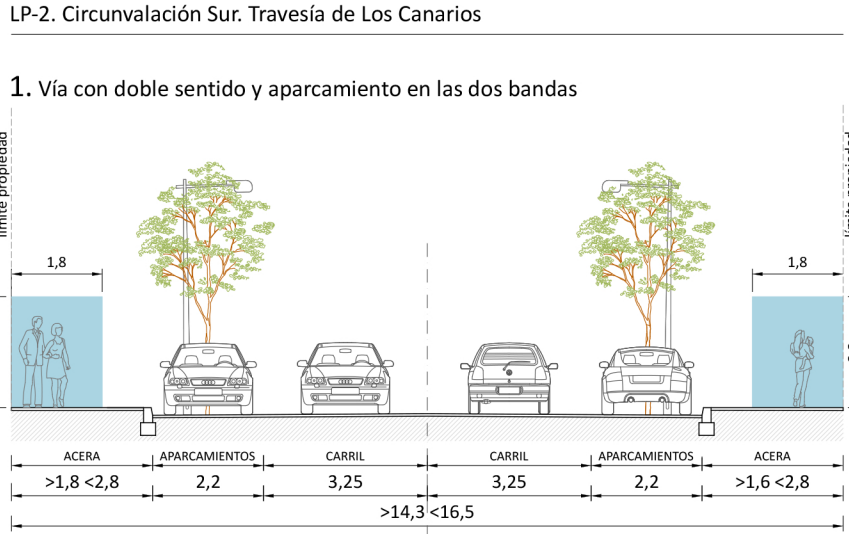 LP-2. Circunvalación Sur. Travesía de Los Canarios
1. Vía con doble sentido y aparcamiento en las dos bandas
límite propiedad
1,8
1,8
ACERA APARCAMIENTOS CARRIL CARRIL APARCAMIENTOS ACERA
>1,8 <2,8 2,2 3,25 3,25 2,2 >1,6 <2,8
>14,3 <16,5